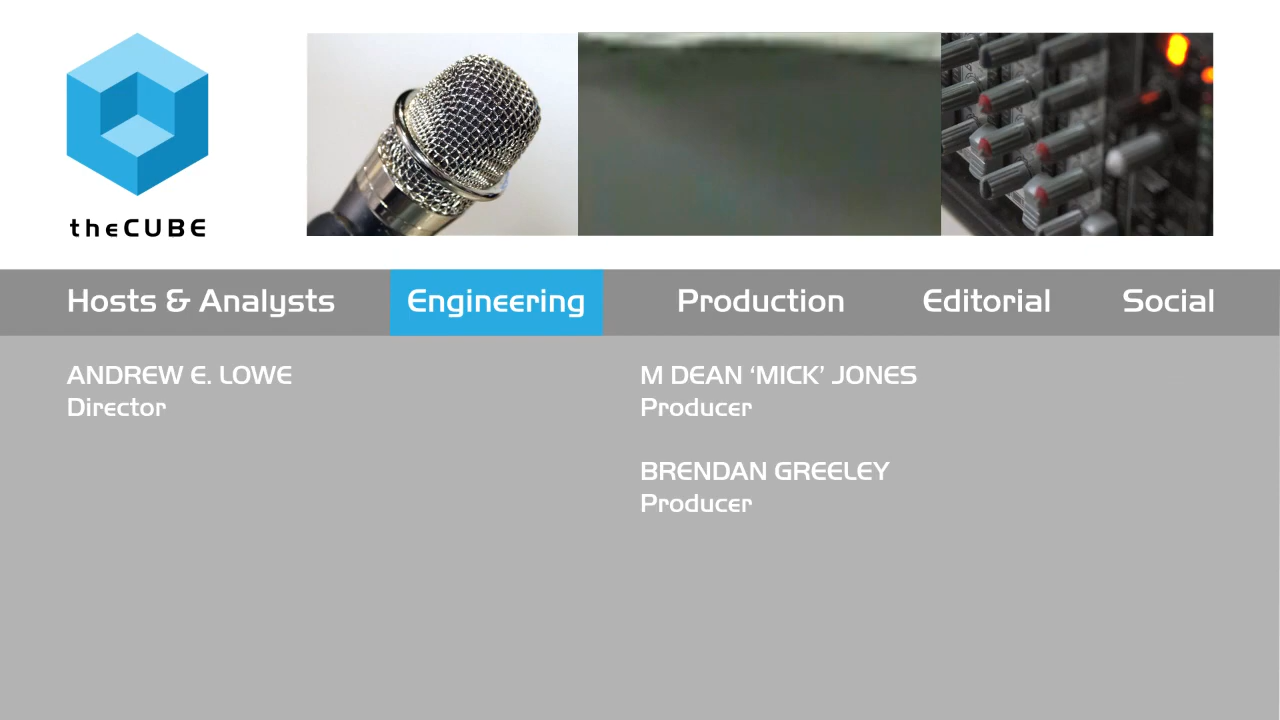 theCUBE
Hosts & Analysts Engineering Production Editorial Social
ANDREW E. LOWE
Director
M DEAN ‘MICK’ JONES
Producer
BRENDAN GREELEY
Producer